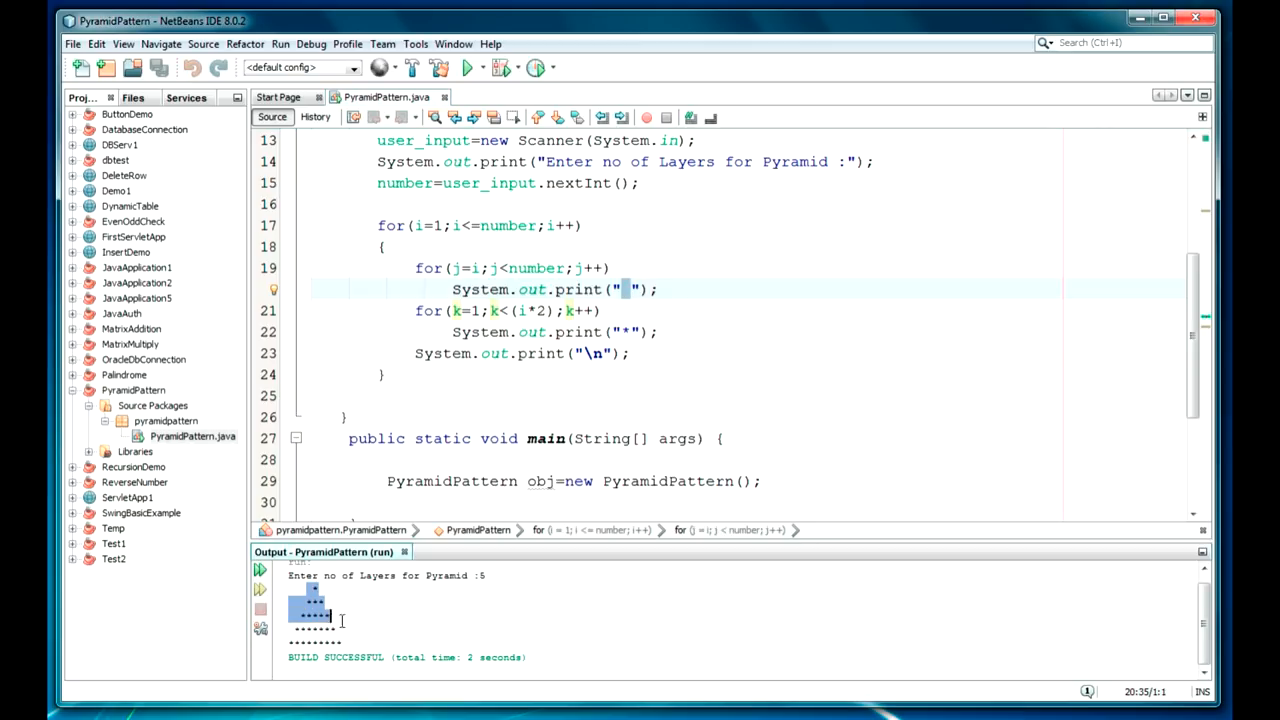 PyramidPattern - NetBeans IDE 8.0.2
File Edit View Navigate Source Refactor Run Debug Profile Team Tools Window Help
Search (Ctrl+I)
<default config>
Proj... Files Services
Start Page PyramidPattern.java
Source History
ButtonDemo
DatabaseConnection
DBServ1
dbtest
DeleteRow
Demo1
DynamicTable
EvenOddCheck
FirstServletApp
InsertDemo
JavaApplication1
JavaApplication2
JavaApplication5
JavaAuth
MatrixAddition
MatrixMultiply
OracleDbConnection
Palindrome
PyramidPattern
Source Packages
pyramidpattern
PyramidPattern.java
Libraries
RecursionDemo
ReverseNumber
ServletApp1
SwingBasicExample
Temp
Test1
Test2
13 user_input=new Scanner(System.in);
14 System.out.print("Enter no of Layers for Pyramid :");
15 number=user_input.nextInt();
16
17 for(i=1;i<=number;i++)
18 {
19 for(j=i;j<number;j++)
System.out.print(" ");
21 for(k=1;k<(i*2);k++)
22 System.out.print("*");
23 System.out.print("\n");
24 }
25
26 }
27 public static void main(String[] args) {
28
29 PyramidPattern obj=new PyramidPattern();
30
pyramidpattern.PyramidPattern PyramidPattern for (i = 1; i <= number; i++) for (j = i; j < number; j++)
Output - PyramidPattern (run)
run:
Enter no of Layers for Pyramid :5
*
***
*****
*******
*********
BUILD SUCCESSFUL (total time: 2 seconds)
1 20:35/1:1 INS